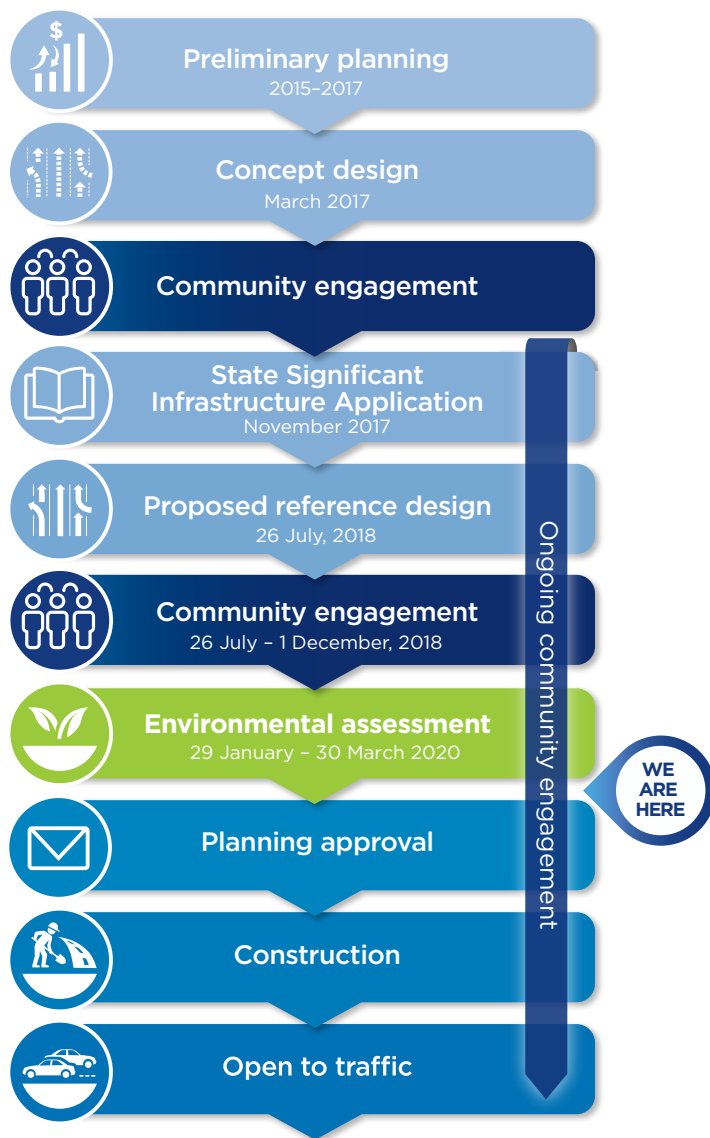 $
Preliminary planning
2015–2017
Concept design
March 2017
Community engagement
State Significant
Infrastructure Application
November 2017
Proposed reference design
26 July, 2018
Community engagement
26 July – 1 December, 2018
Environmental assessment
29 January – 30 March 2020
Planning approval
Construction
Open to traffic
Ongoing community engagement
WE
ARE
HERE